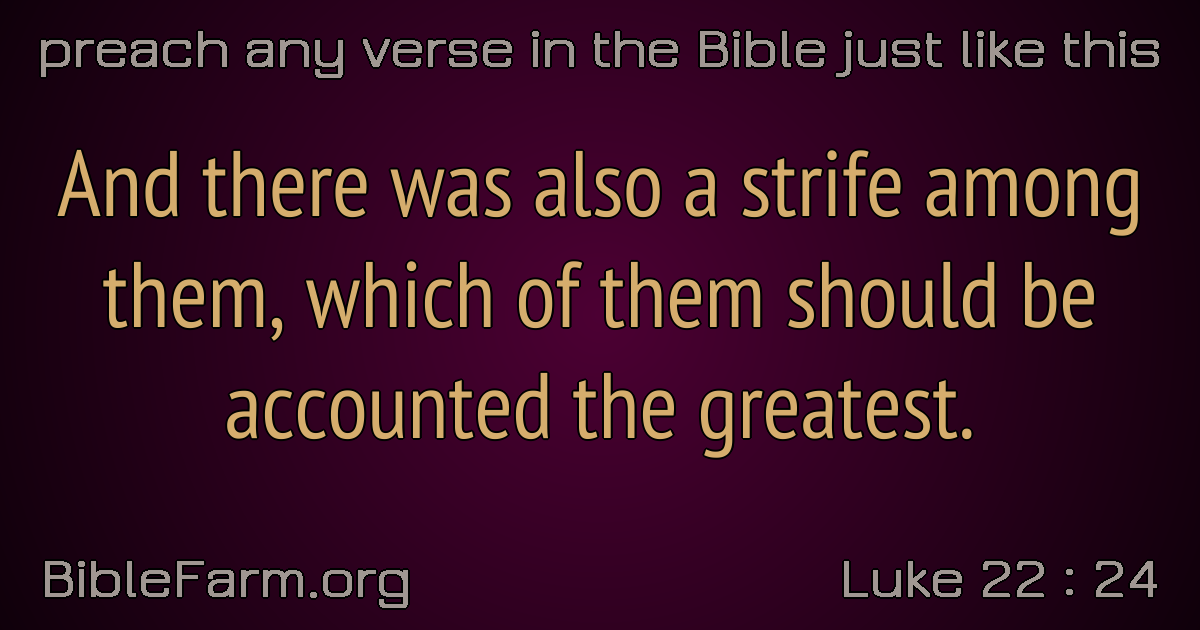 preach any verse in the Bible just like this
And there was also a strife among
them, which of them should be
accounted the greatest.
BibleFarm.org
Luke 22 : 24